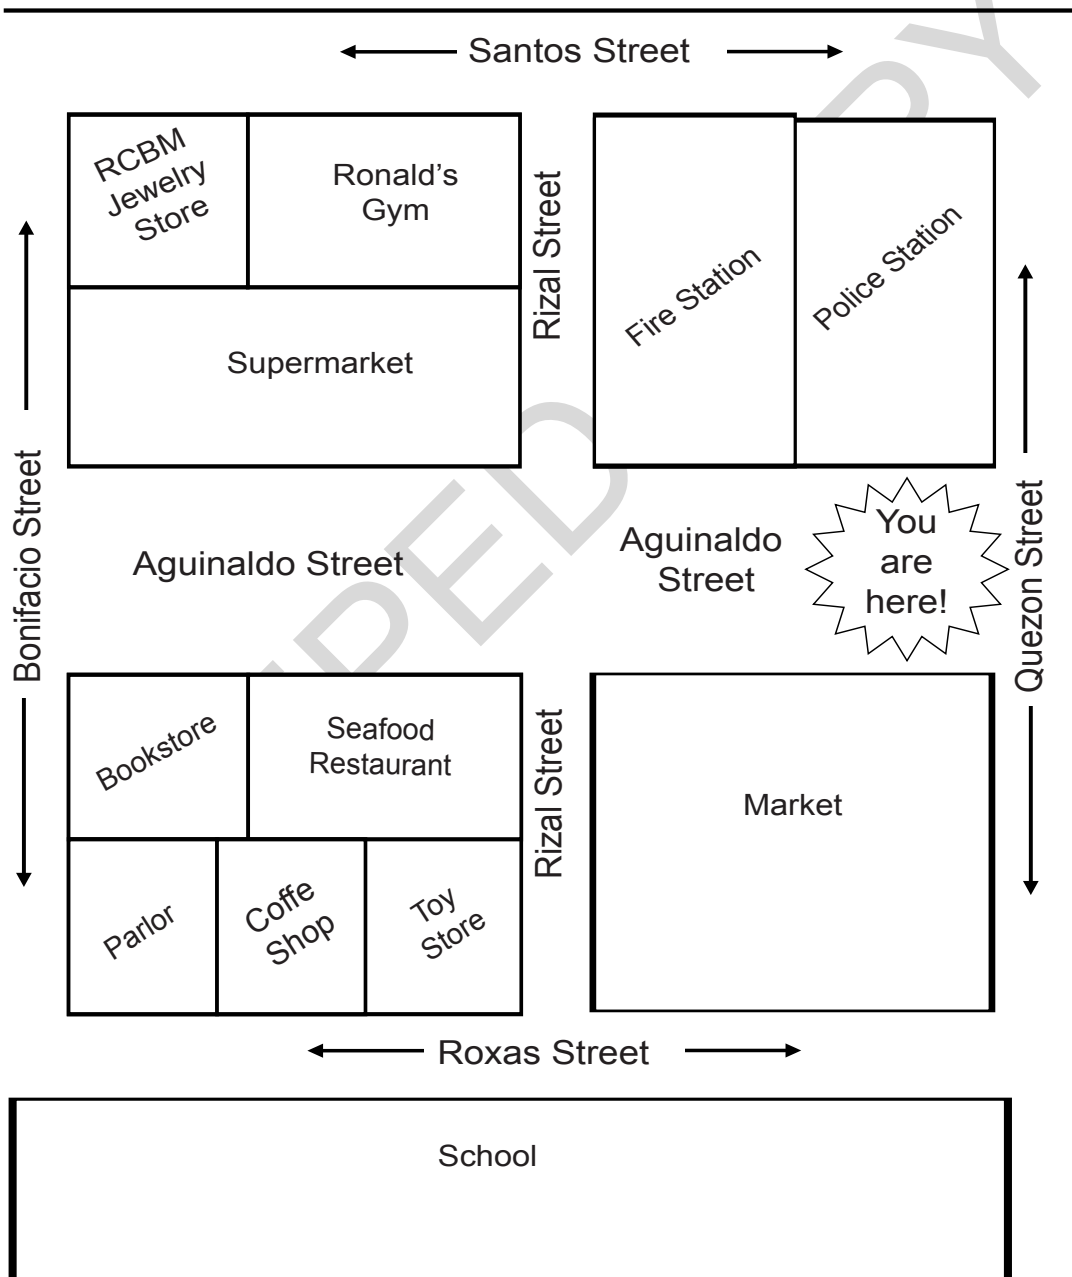 Santos Street
RCBM
Jewelry
Store
Ronald's
Gym
Rizal Street
Fire Station
Police Station
Supermarket
Bonifacio Street
Aguinaldo Street
Aguinaldo
Street
You
are
here!
Quezon Street
Bookstore
Seafood
Restaurant
Rizal Street
Market
Parlor
Coffe
Shop
Toy
Store
Roxas Street
School